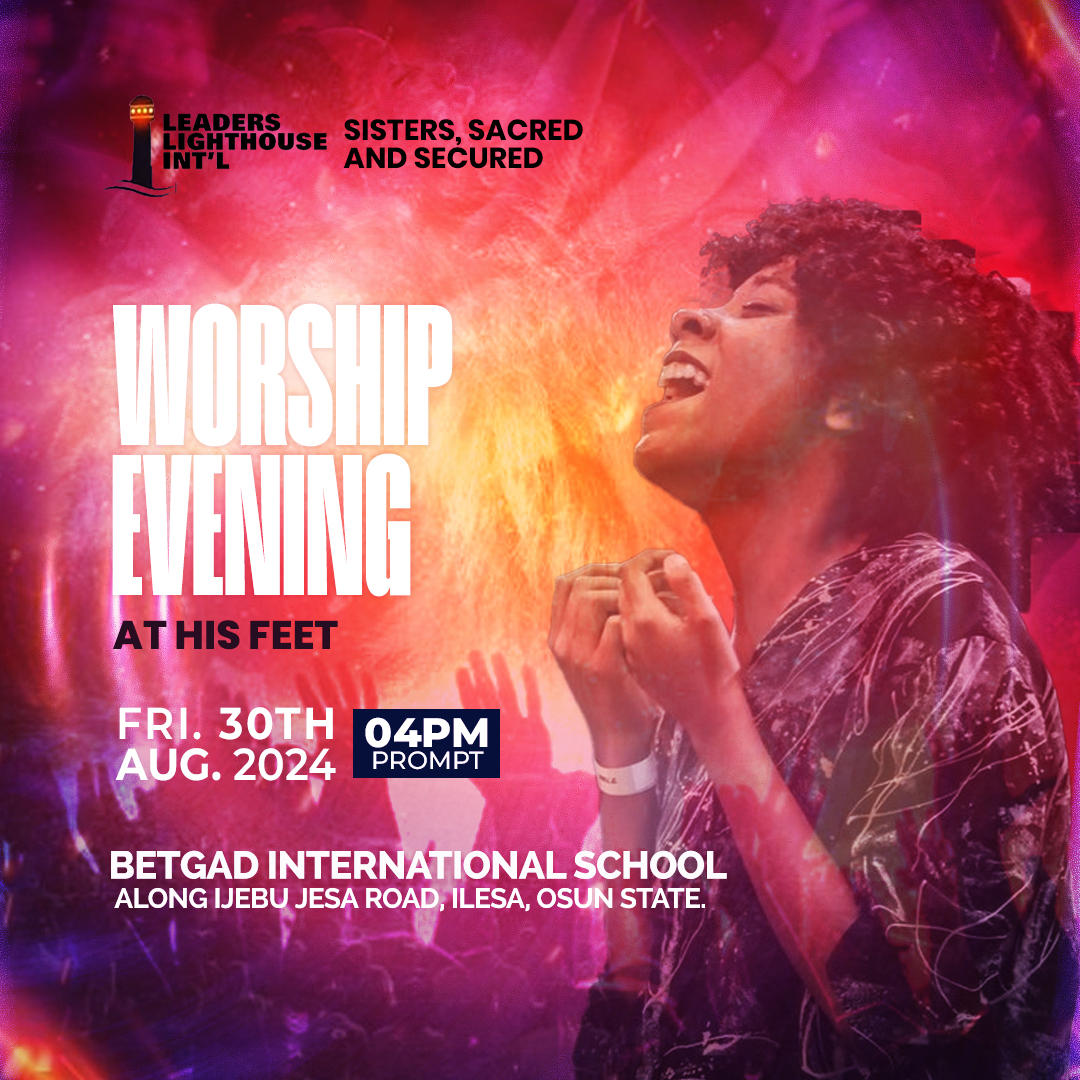 LEADERS
LIGHTHOUSE
INT'L
SISTERS, SACRED
AND SECURED
WORSHIP
EVENING
AT HIS FEET
FRI. 30TH
AUG. 2024
04PM
PROMPT
BETGAD INTERNATIONAL SCHOOL
ALONG IJEBU JESA ROAD, ILESA, OSUN STATE.